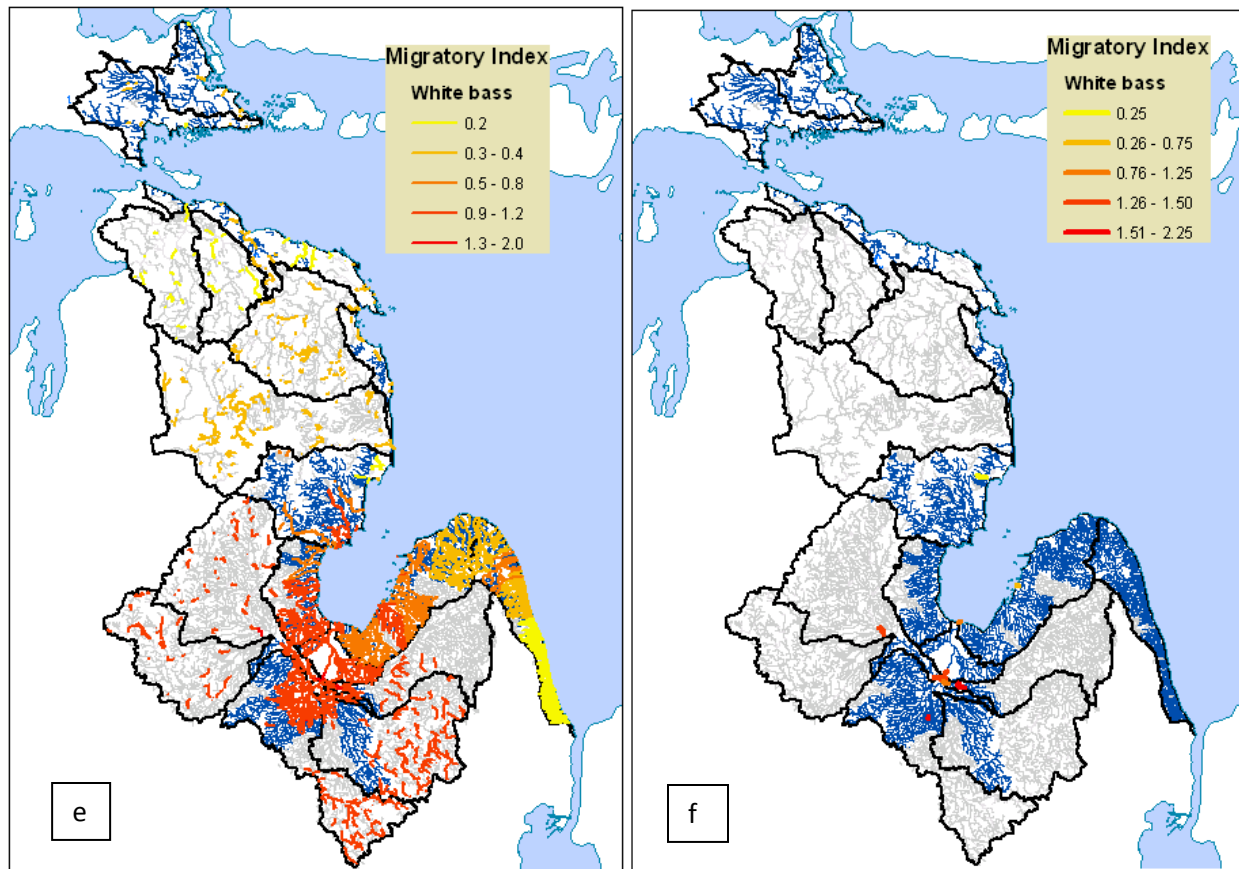 Migratory Index
White bass
0.2
0.3 - 0.4
0.5 - 0.8
0.9 - 1.2
1.3 - 2.0
e
Migratory Index
White bass
0.25
0.26 - 0.75
0.76 - 1.25
1.26 - 1.50
1.51 - 2.25
f